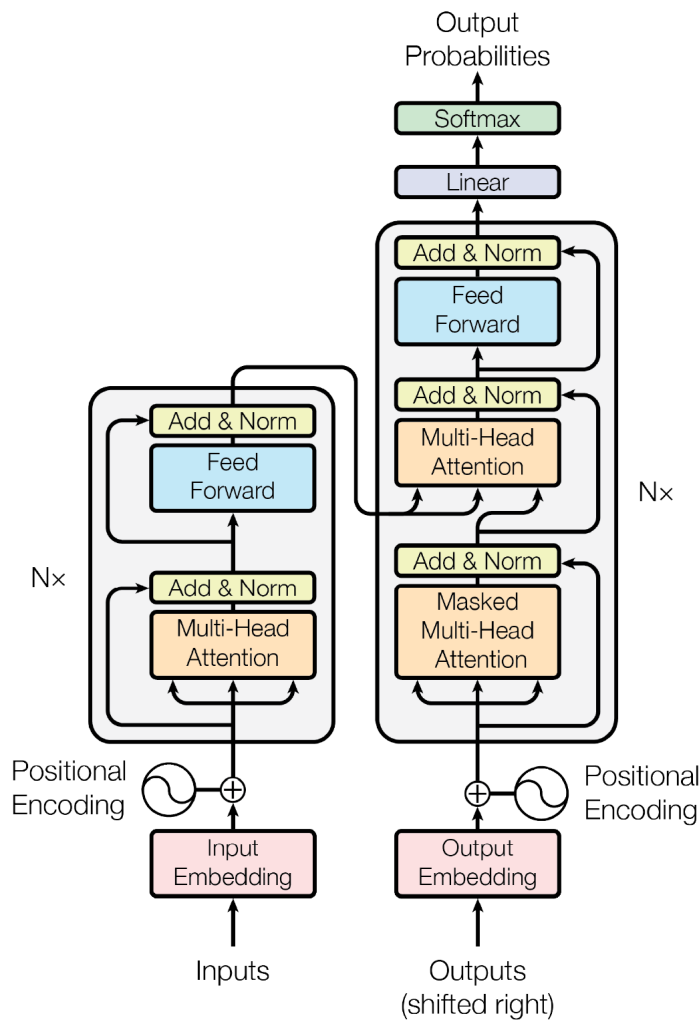 Output
Probabilities
Softmax
Linear
Add & Norm
Feed
Forward
Add & Norm
Multi-Head
Attention
Nx
Add & Norm
Masked
Multi-Head
Attention
Add & Norm
Feed
Forward
Nx
Add & Norm
Multi-Head
Attention
Positional
Encoding
Positional
Encoding
Input
Embedding
Output
Embedding
Inputs
Outputs
(shifted right)